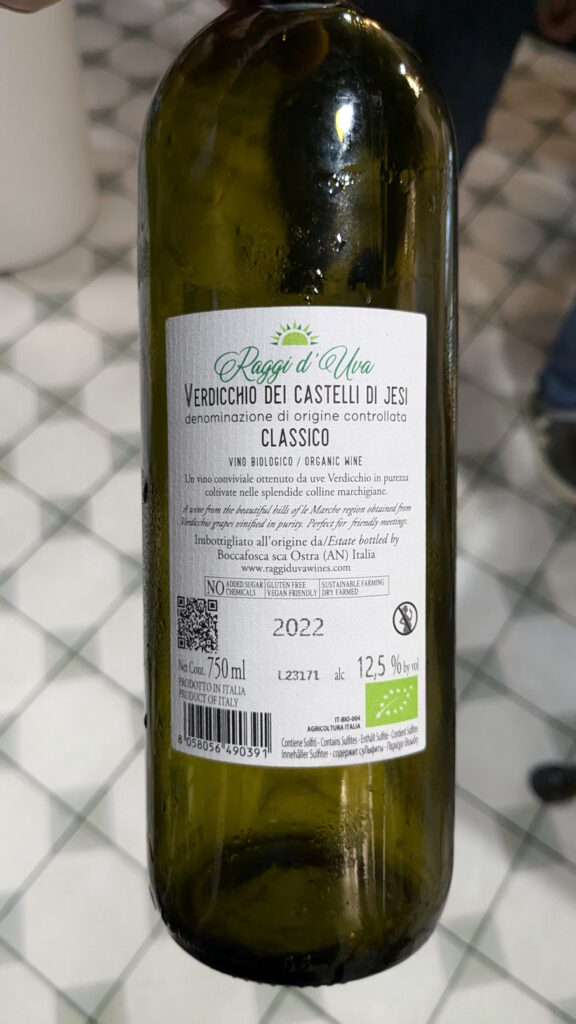 Raggi d'Uva
VERDICCHIO DEI CASTELLI DI JESI
denominazione di origine controllata
CLASSICO
VINO BIOLOGICO / ORGANIC WINE
Un vino conviviale ottenuto da uve Verdicchio in purezza
coltivate nelle splendide colline marchigiane.
A wine from the beautiful hills of le Marche region obtained from
Verdicchio grapes vinified in purity. Perfect for friendly meetings.
Imbottigliato all'origine da/Estate bottled by
Boccafosca sca Ostra (AN) Italia
www.raggiduvawines.com
NO ADDED SUGAR
CHEMICALS
GLUTEN FREE
VEGAN FRIENDLY
SUSTAINABLE FARMING
DRY FARMED
2022
Net Cont. 750 ml
L23171
alc 12,5 % by vol
PRODOTTO IN ITALIA
PRODUCT OF ITALY
IT-BIO-004
AGRICOLTURA ITALIA
8 058056 490391
Contiene Solfiti - Contains Sulfites - Enthält Sulfite - Contient Sulfites
Innehåller Sulfiter - содержит сульфиты - Περιέχει Θειώδη